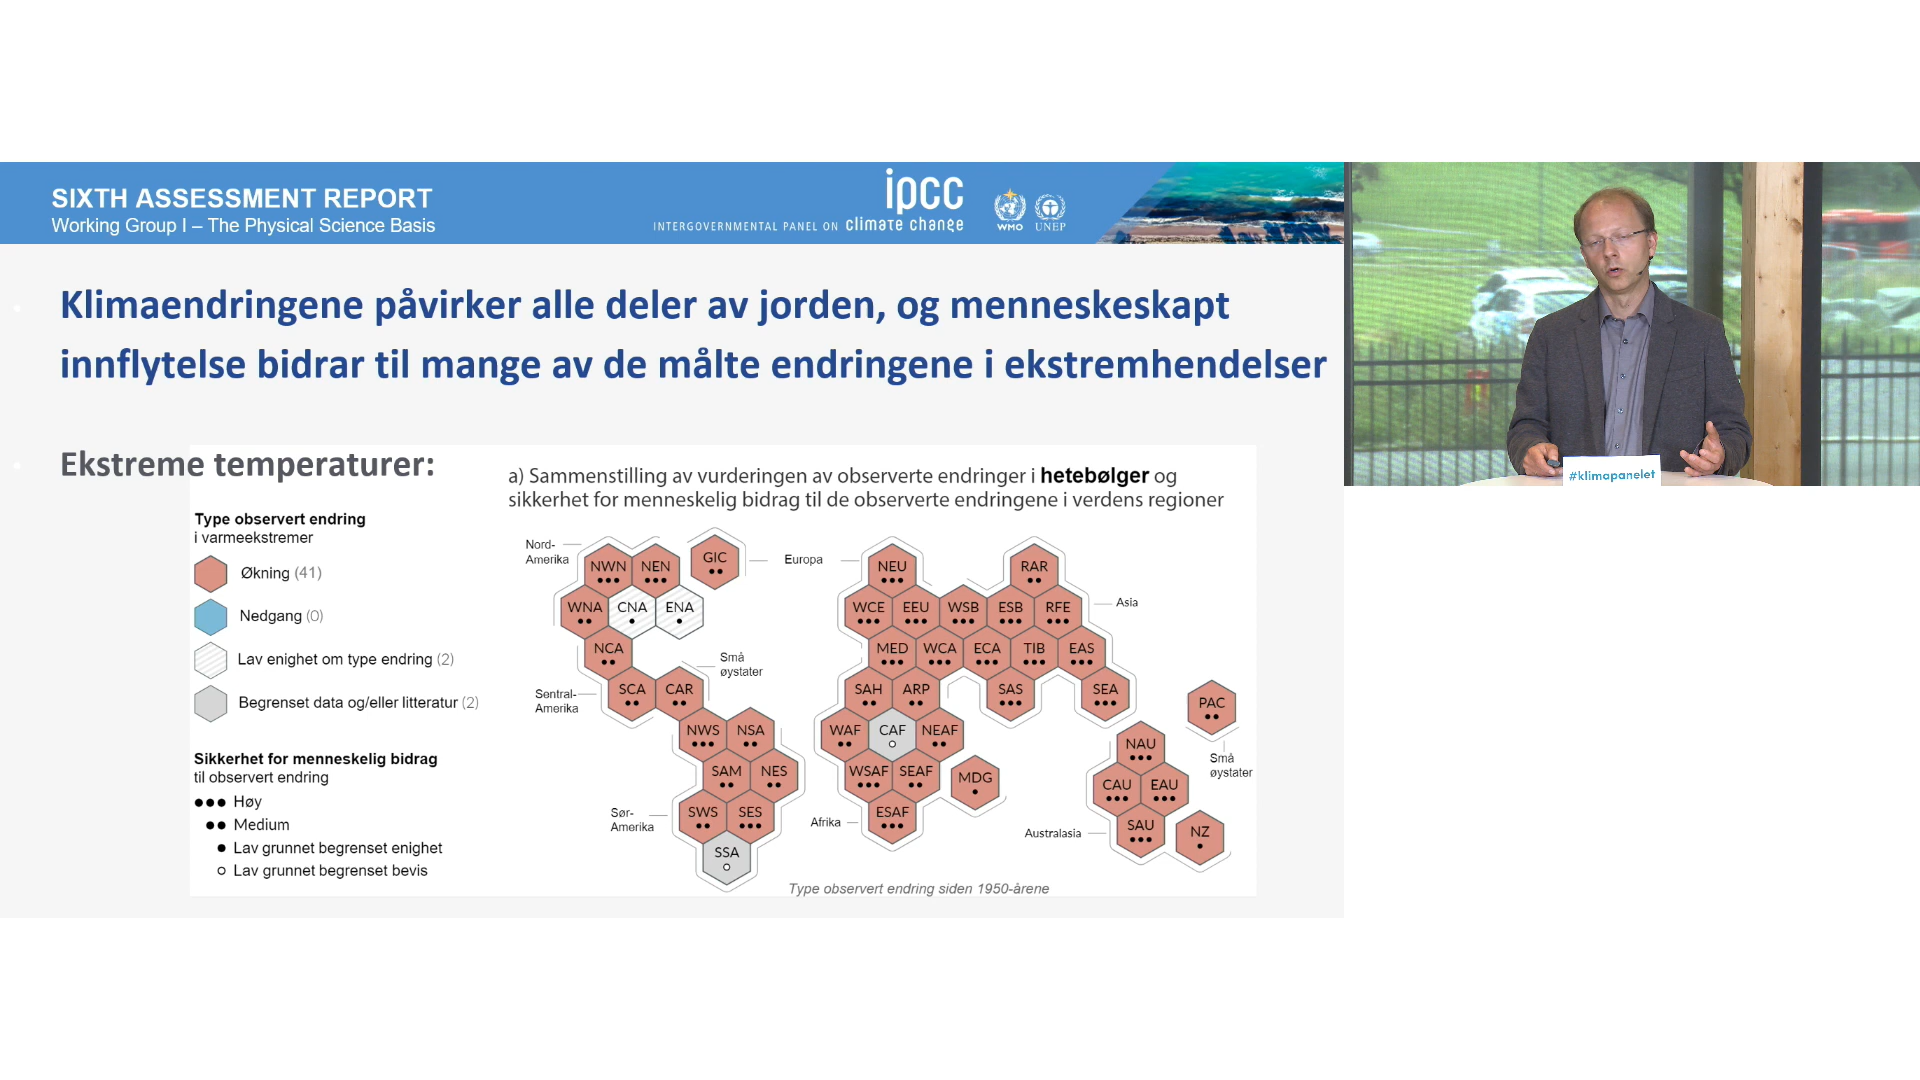 SIXTH ASSESSMENT REPORT
Working Group I – The Physical Science Basis
ipcc
INTERGOVERNMENTAL PANEL ON climate change
WMO UNEP
Klimaendringene påvirker alle deler av jorden, og menneskeskapt
innflytelse bidrar til mange av de målte endringene i ekstremhendelser
Ekstreme temperaturer:
a) Sammenstilling av vurderingen av observerte endringer i hetebølger og
sikkerhet for menneskelig bidrag til de observerte endringene i verdens regioner
Type observert endring
i varmeekstremer
Økning (41)
Nedgang (0)
Lav enighet om type endring (2)
Begrenset data og/eller litteratur (2)
Sikkerhet for menneskelig bidrag
til observert endring
●●● Høy
●● Medium
● Lav grunnet begrenset enighet
○ Lav grunnet begrenset bevis
Nord-
Amerika
NWN NEN GIC
WNA CNA ENA
NCA
Små
øystater
Sentral-
Amerika
SCA CAR
NWS NSA
SAM NES
Sør-
Amerika
SWS SES
SSA
Europa
NEU RAR
WCE EEU WSB ESB RFE
Asia
MED WCA ECA TIB EAS
SAH ARP SAS SEA
WAF CAF NEAF
WSAF SEAF MDG
Afrika
ESAF
PAC
Små
øystater
NAU
CAU EAU
Australasia
SAU NZ
Type observert endring siden 1950-årene
#klimapanelet